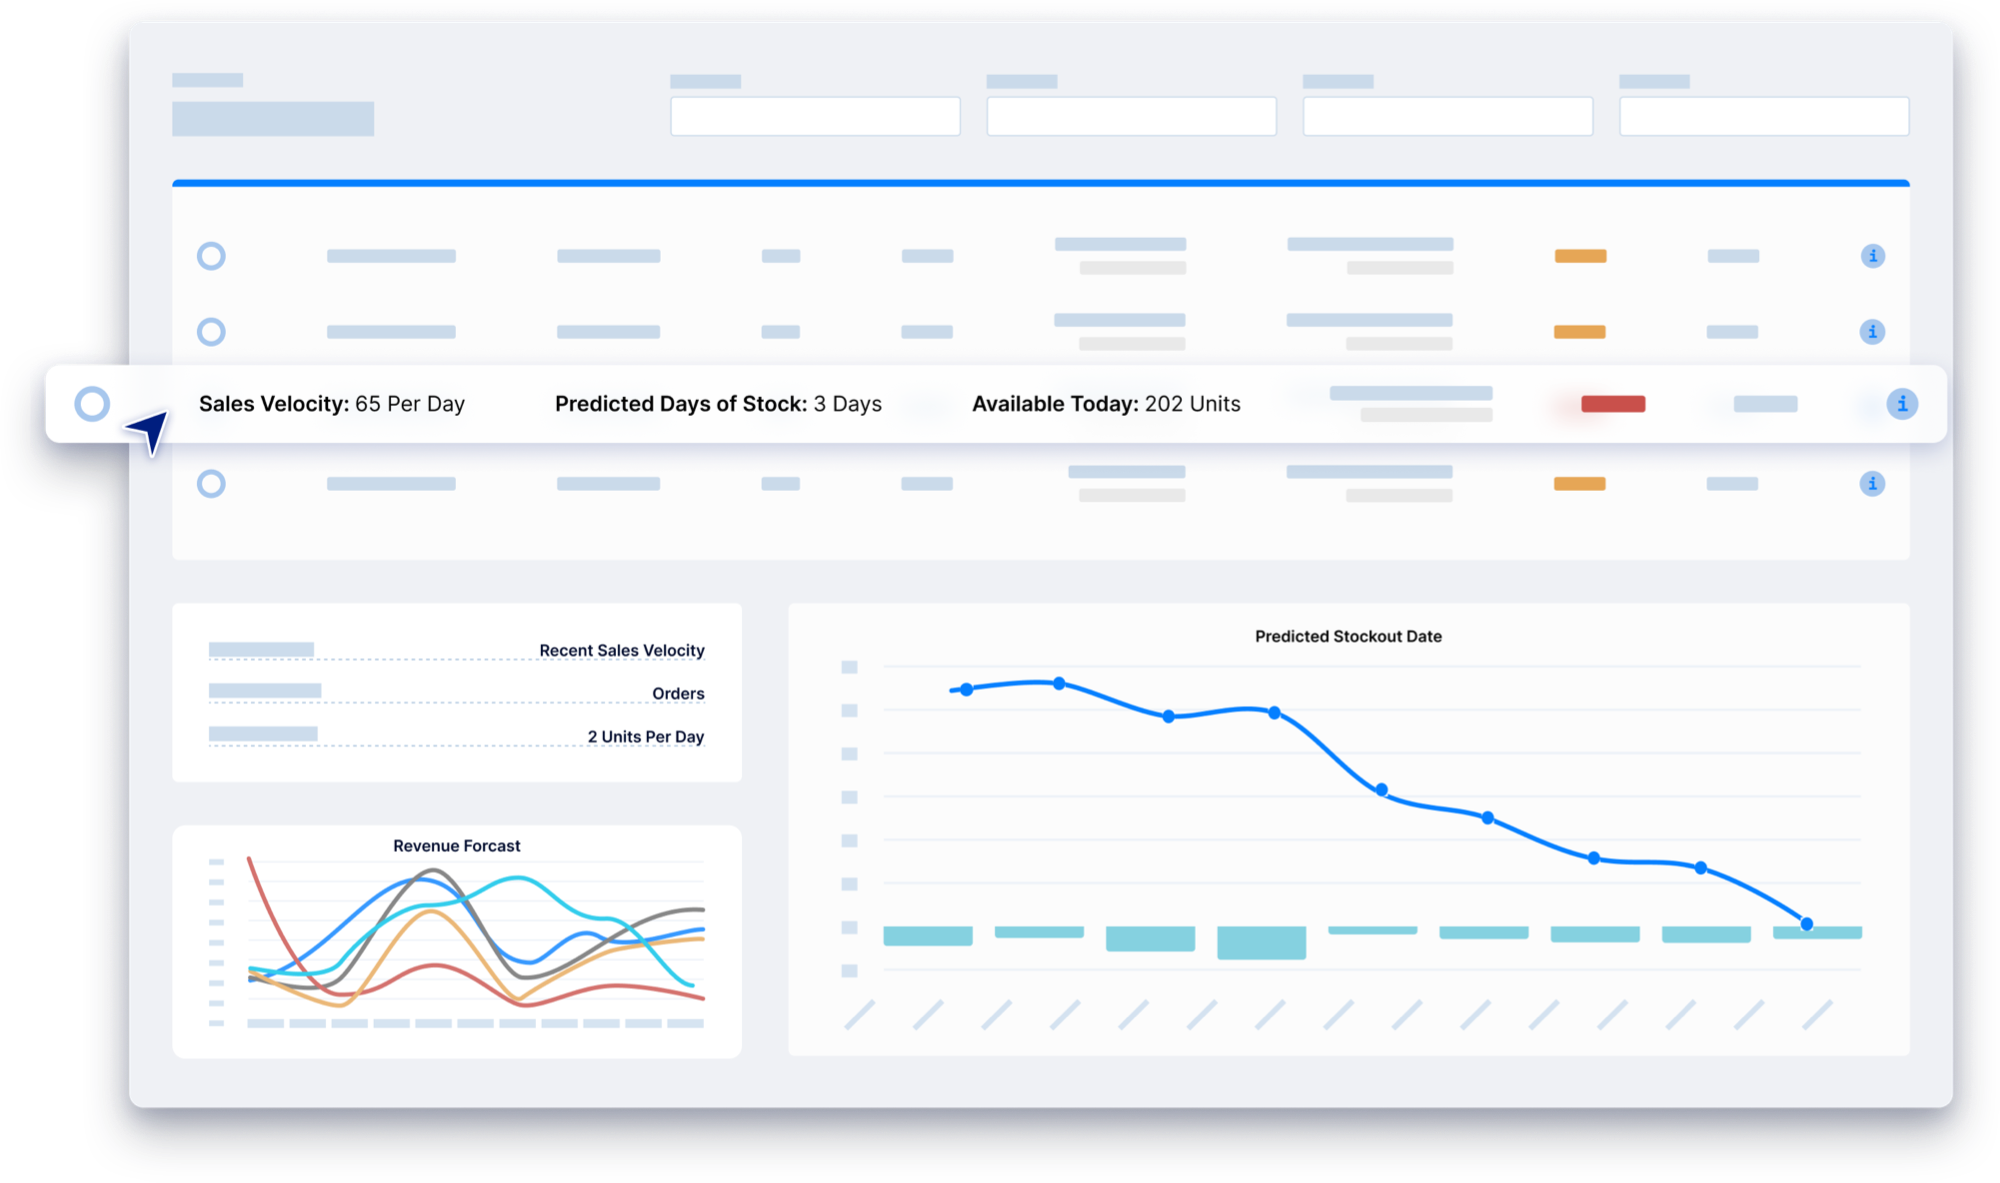 Sales Velocity: 65 Per Day Predicted Days of Stock: 3 Days Available Today: 202 Units
Recent Sales Velocity
Orders
2 Units Per Day
Revenue Forcast
Predicted Stockout Date